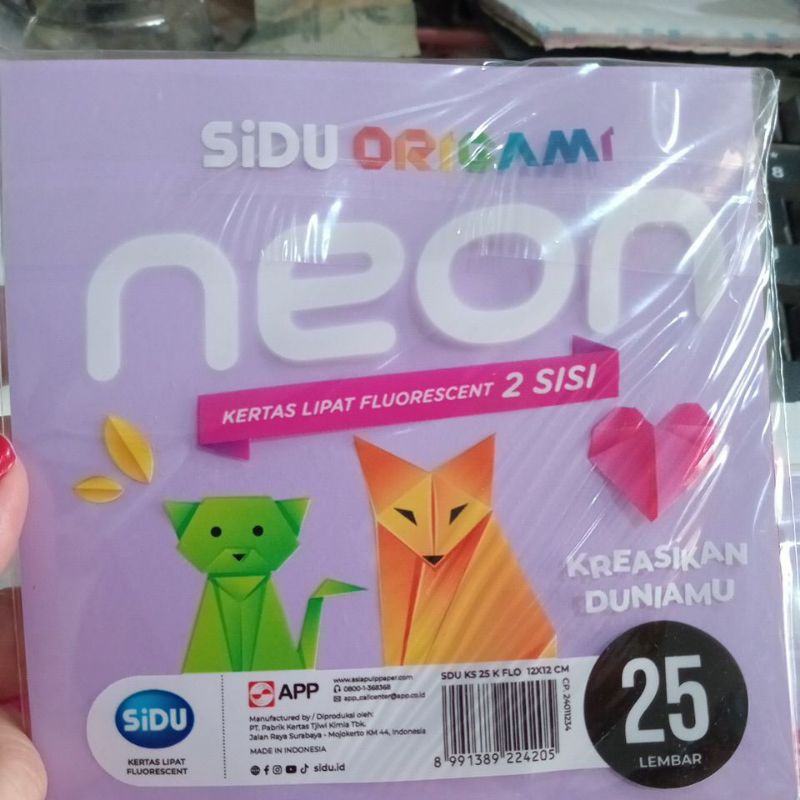 SiDU ORIGAMI
neon
KERTAS LIPAT FLUORESCENT 2 SISI
KREASIKAN
DUNIAMU
SiDU
KERTAS LIPAT
FLUORESCENT
APP
www.asiapulppaper.com
0800-1-368368
app_callcenter@app.co.id
Manufactured by / Diproduksi oleh:
PT. Pabrik Kertas Tjiwi Kimia Tbk.
Jalan Raya Surabaya - Mojokerto KM 44, Indonesia
MADE IN INDONESIA
sidu.id
SDU KS 25 K FLO 12X12 CM
8 991389 224205
CP. 24011234
25
LEMBAR
8